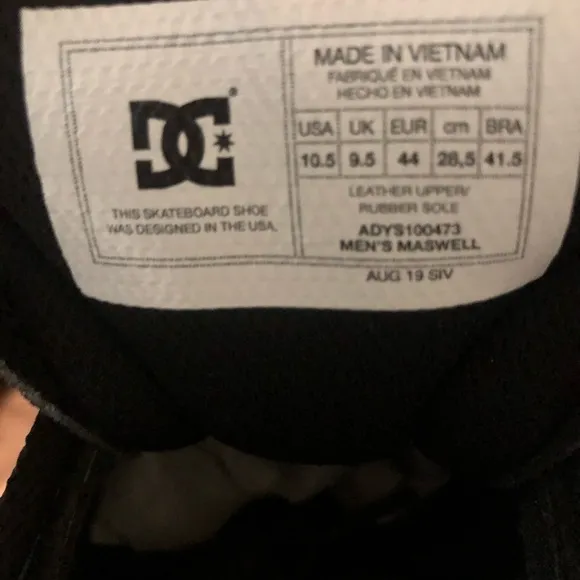 DC®
THIS SKATEBOARD SHOE
WAS DESIGNED IN THE USA.
MADE IN VIETNAM
FABRIQUÉ EN VIETNAM
HECHO EN VIETNAM
USA UK EUR cm BRA
10.5 9.5 44 28,5 41.5
LEATHER UPPER/
RUBBER SOLE
ADYS100473
MEN'S MASWELL
AUG 19 SIV